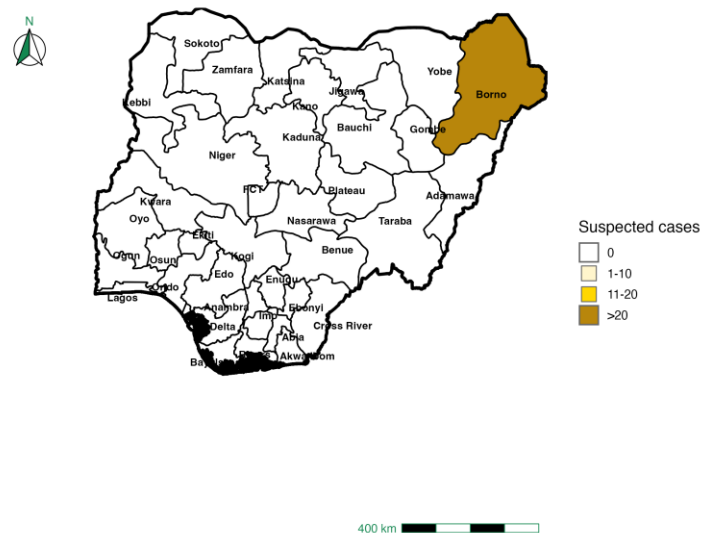 N
Sokoto
Zamfara
Katsina
Yobe
Jigawa
Borno
Kebbi
Kano
Bauchi
Gombe
Kaduna
Niger
FCT
Plateau
Adamawa
Kwara
Oyo
Nasarawa
Taraba
Ekiti
Benue
Ogun
Osun
Kogi
Edo
Enugu
Ondo
Lagos
Anambra
Ebonyi
Imo
Delta
Cross River
Abia
Rivers
Bayelsa
Akwa Ibom
Suspected cases
0
1-10
11-20
>20
400 km